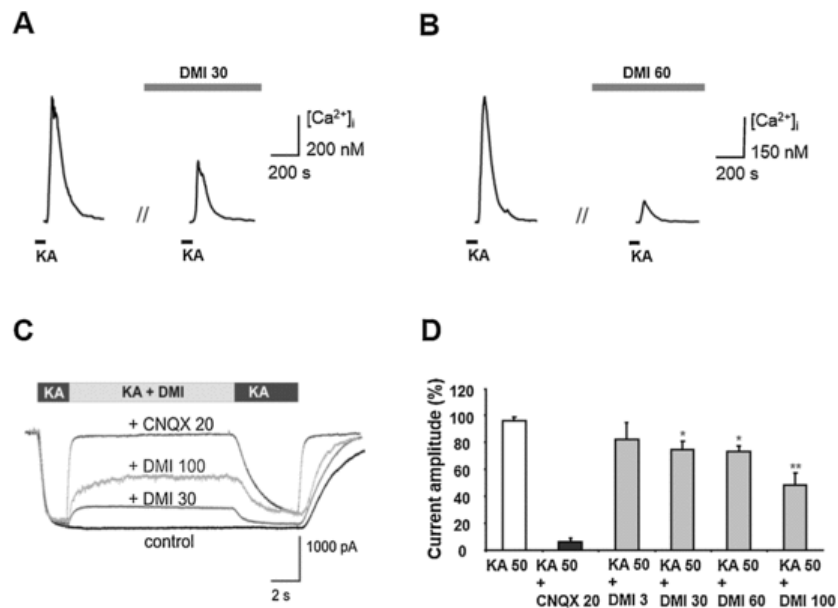 A
DMI 30
[Ca²⁺]i
200 nM
200 s
//
KA
KA
B
DMI 60
[Ca²⁺]i
150 nM
200 s
//
KA
KA
C
KA
KA + DMI
KA
+ CNQX 20
+ DMI 100
+ DMI 30
control
1000 pA
2 s
D
Current amplitude (%)
120
100
80
60
40
20
0
*
*
**
KA 50
KA 50
+
CNQX 20
KA 50
+
DMI 3
KA 50
+
DMI 30
KA 50
+
DMI 60
KA 50
+
DMI 100